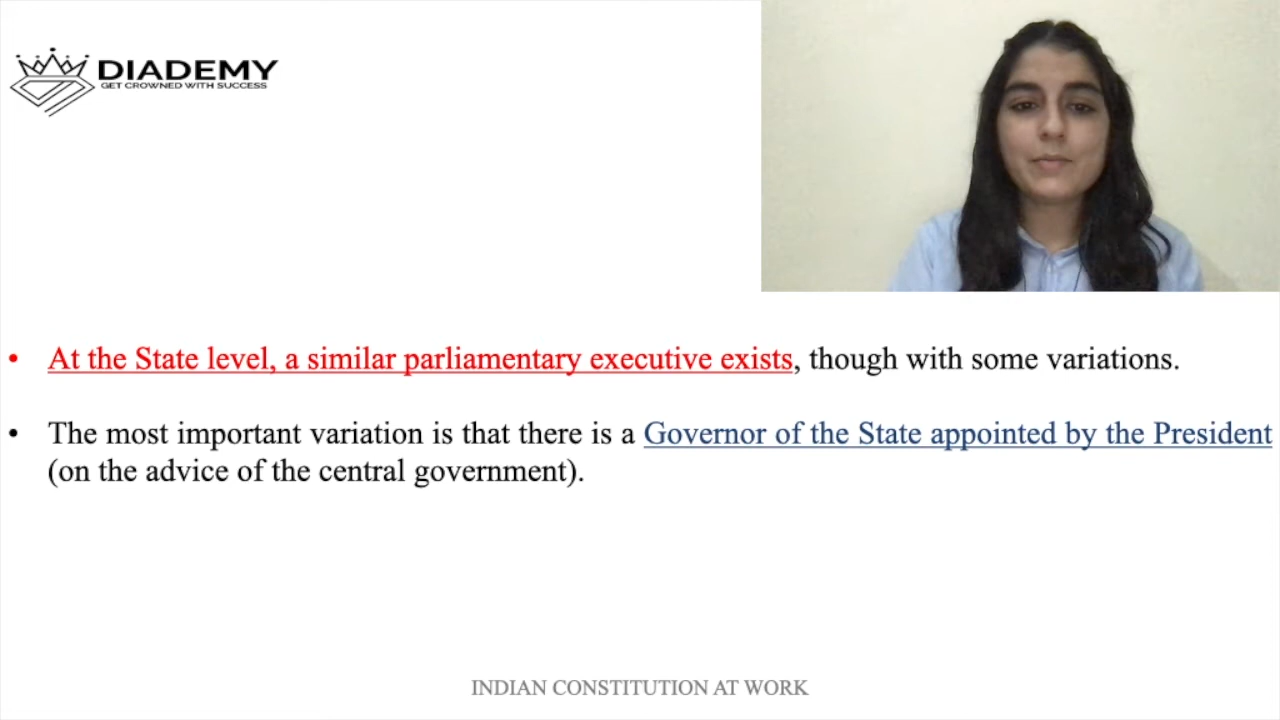 DIADEMY
GET CROWNED WITH SUCCESS
• At the State level, a similar parliamentary executive exists, though with some variations.
• The most important variation is that there is a Governor of the State appointed by the President
(on the advice of the central government).
INDIAN CONSTITUTION AT WORK